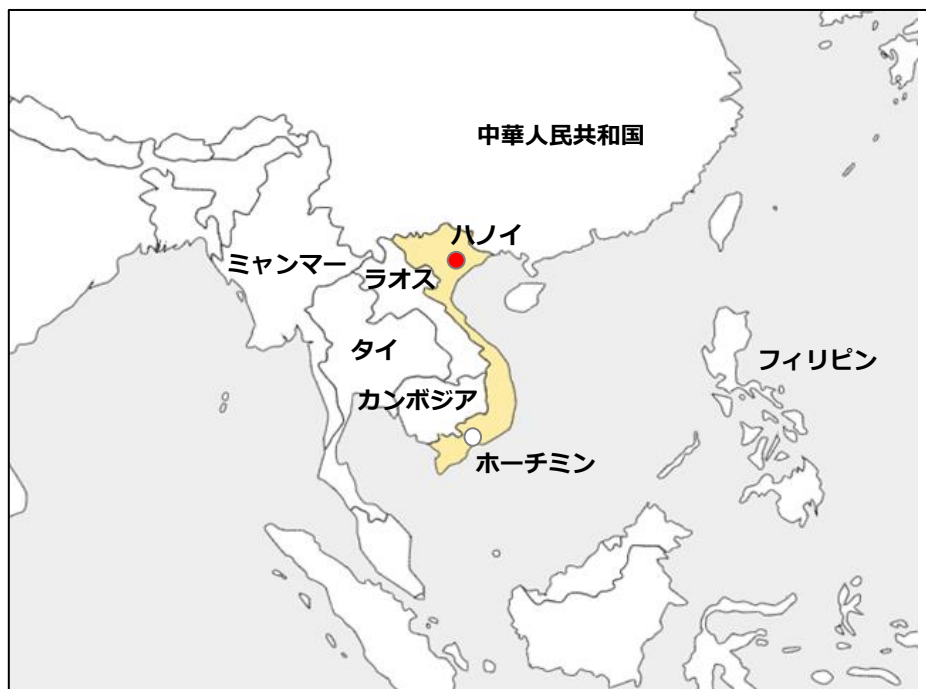 中華人民共和国
ハノイ
ミャンマー
ラオス
タイ
フィリピン
カンボジア
ホーチミン